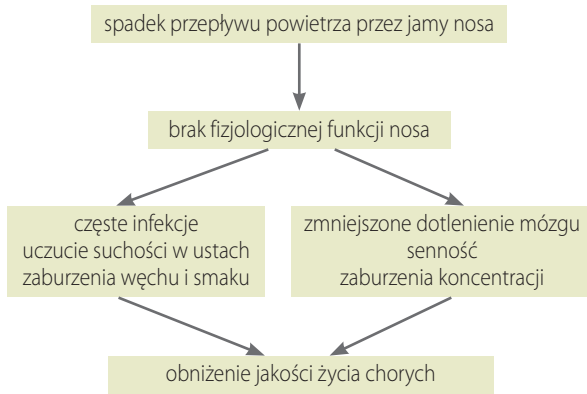 spadek przepływu powietrza przez jamy nosa
brak fizjologicznej funkcji nosa
częste infekcje
uczucie suchości w ustach
zaburzenia węchu i smaku
zmniejszone dotlenienie mózgu
senność
zaburzenia koncentracji
obniżenie jakości życia chorych